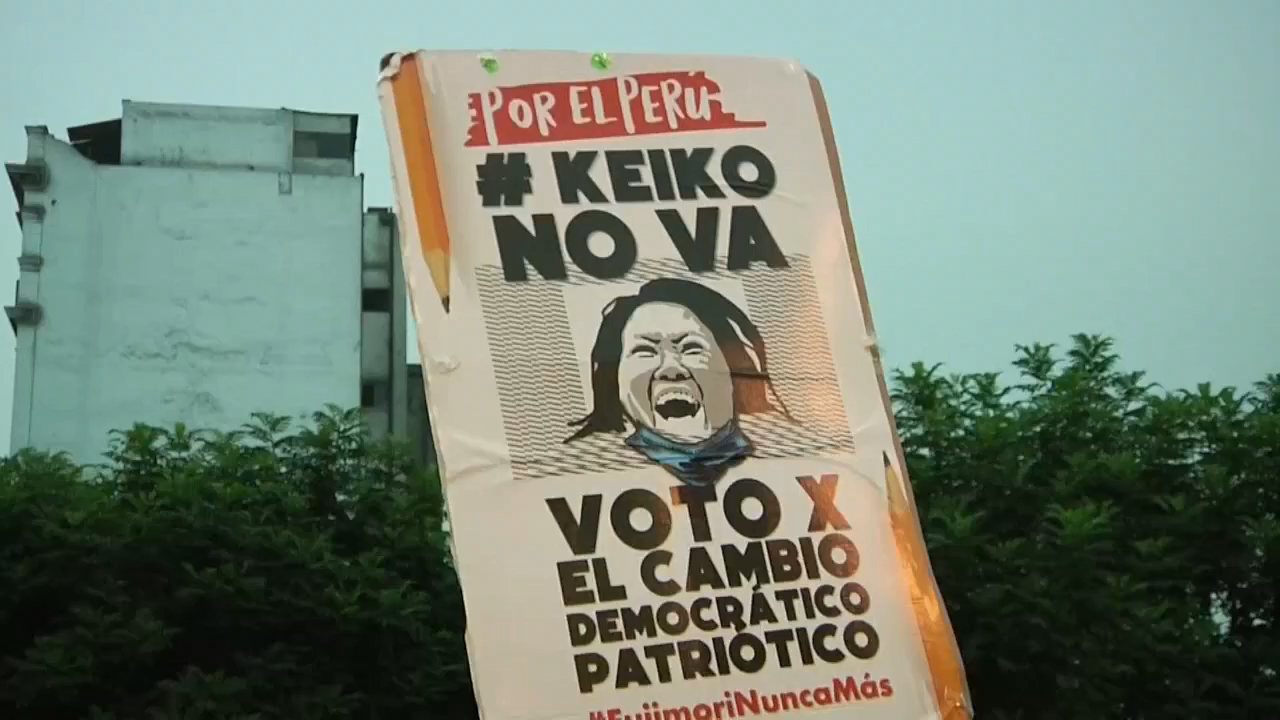 POR EL PERÚ
# KEIKO
NO VA
VOTO X
EL CAMBIO
DEMOCRÁTICO
PATRIÓTICO
#FujimoriNuncaMás